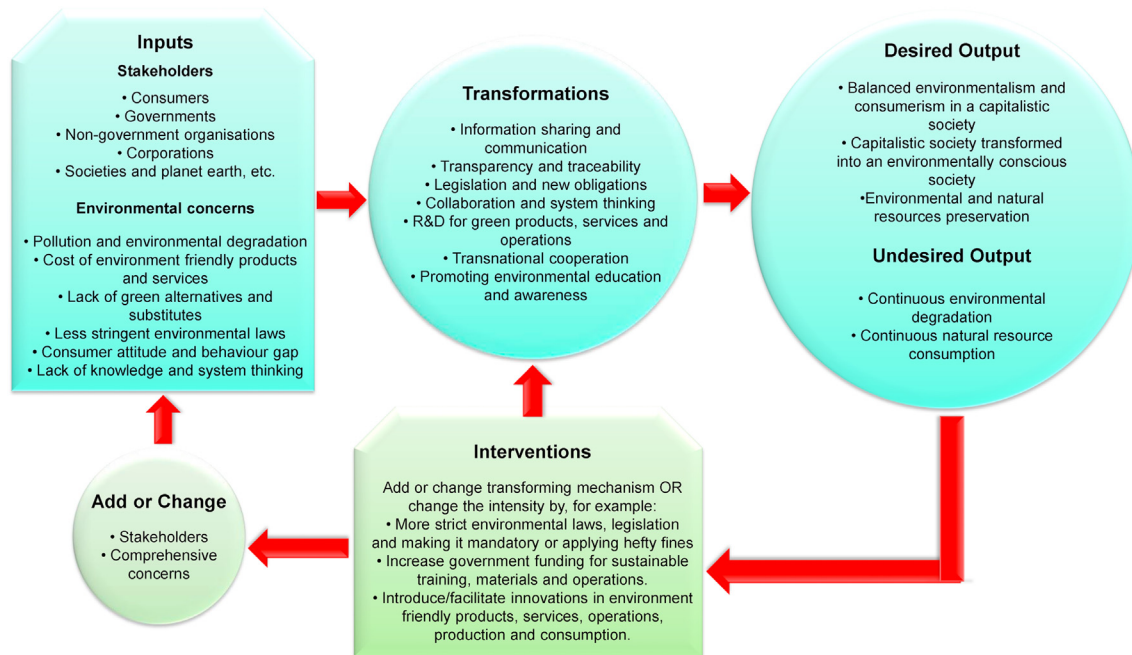 Inputs
Stakeholders
• Consumers
• Governments
• Non-government organisations
• Corporations
• Societies and planet earth, etc.
Environmental concerns
• Pollution and environmental degradation
• Cost of environment friendly products
and services
• Lack of green alternatives and
substitutes
• Less stringent environmental laws
• Consumer attitude and behaviour gap
• Lack of knowledge and system thinking
Transformations
• Information sharing and
communication
• Transparency and traceability
• Legislation and new obligations
• Collaboration and system thinking
• R&D for green products, services and
operations
• Transnational cooperation
• Promoting environmental education
and awareness
Desired Output
• Balanced environmentalism and
consumerism in a capitalistic
society
• Capitalistic society transformed
into an environmentally conscious
society
• Environmental and natural
resources preservation
Undesired Output
• Continuous environmental
degradation
• Continuous natural resource
consumption
Interventions
Add or change transforming mechanism OR
change the intensity by, for example:
• More strict environmental laws, legislation
and making it mandatory or applying hefty fines
• Increase government funding for sustainable
training, materials and operations.
• Introduce/facilitate innovations in environment
friendly products, services, operations,
production and consumption.
Add or Change
• Stakeholders
• Comprehensive
concerns